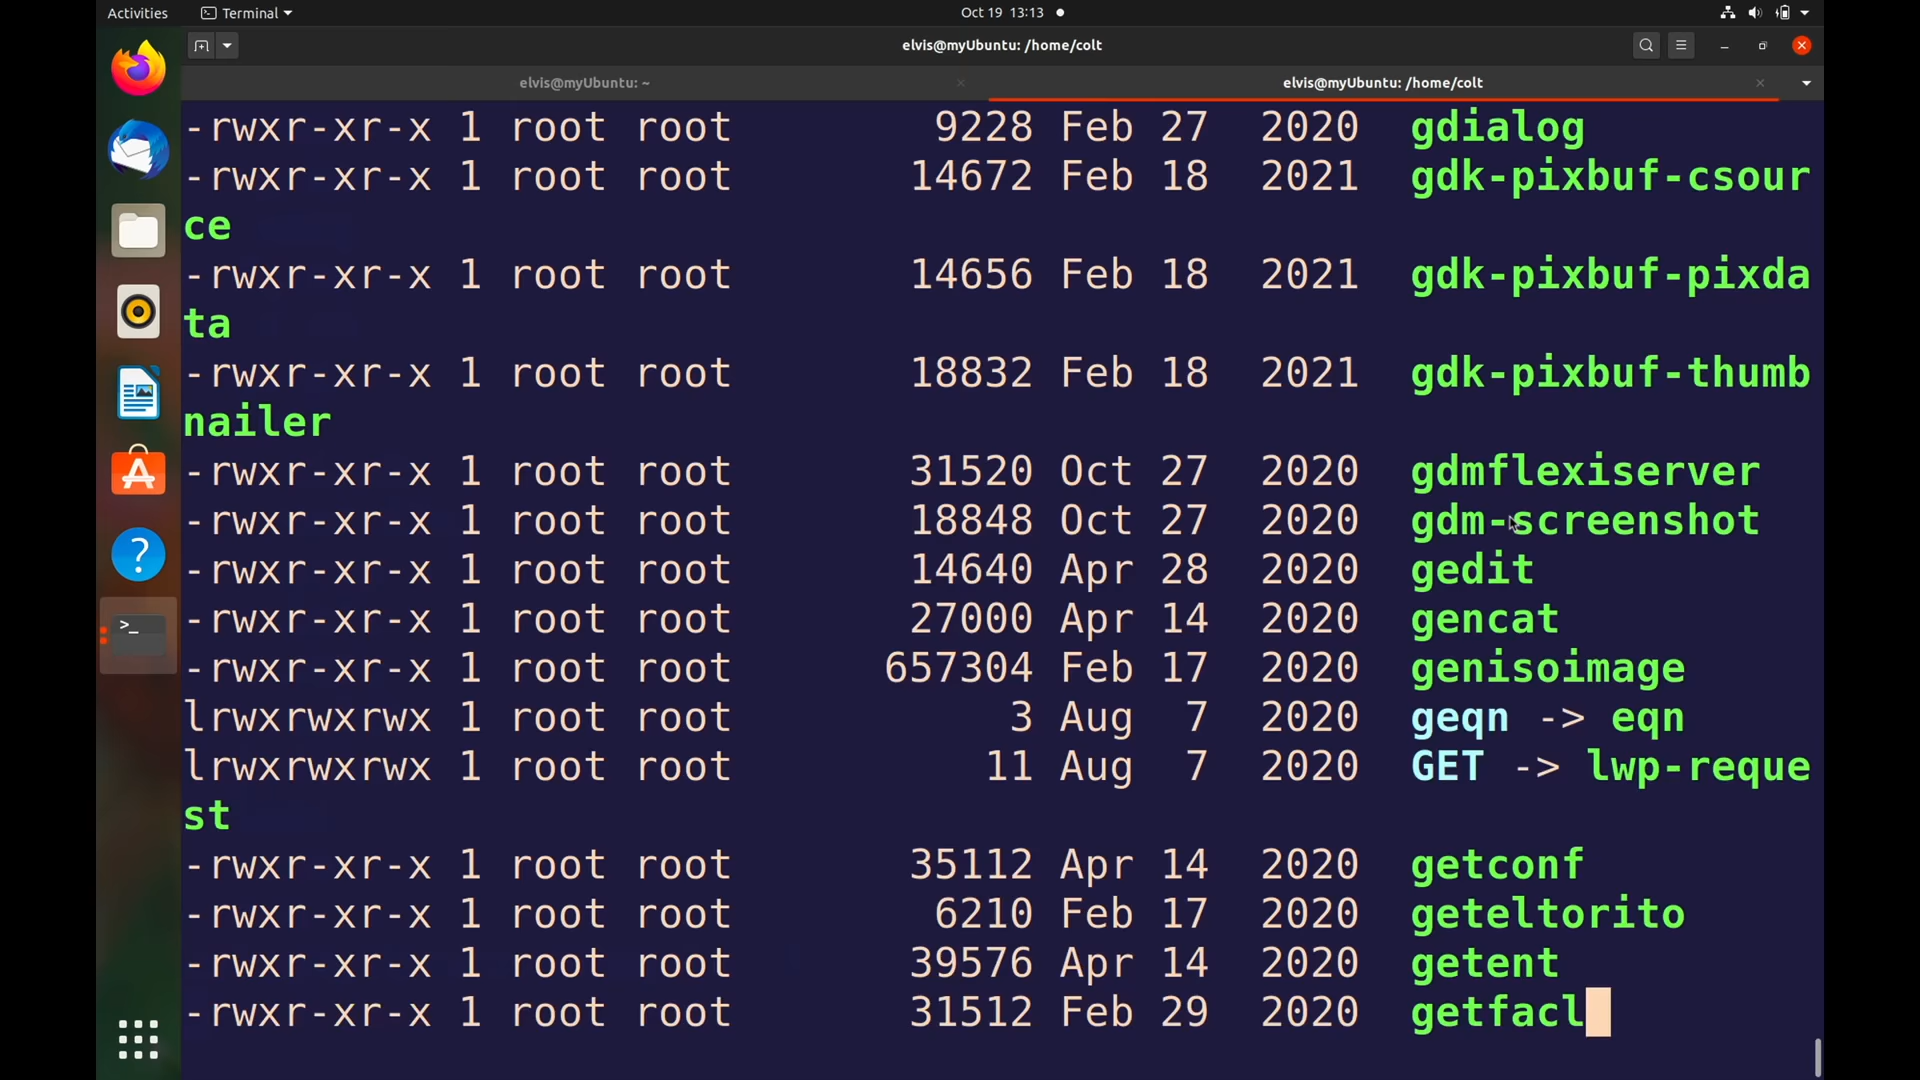 Activities Terminal Oct 19 13:13
elvis@myUbuntu: /home/colt
elvis@myUbuntu: ~ elvis@myUbuntu: /home/colt
-rwxr-xr-x 1 root root 9228 Feb 27 2020 gdialog
-rwxr-xr-x 1 root root 14672 Feb 18 2021 gdk-pixbuf-csour
ce
-rwxr-xr-x 1 root root 14656 Feb 18 2021 gdk-pixbuf-pixda
ta
-rwxr-xr-x 1 root root 18832 Feb 18 2021 gdk-pixbuf-thumb
nailer
-rwxr-xr-x 1 root root 31520 Oct 27 2020 gdmflexiserver
-rwxr-xr-x 1 root root 18848 Oct 27 2020 gdm-screenshot
-rwxr-xr-x 1 root root 14640 Apr 28 2020 gedit
-rwxr-xr-x 1 root root 27000 Apr 14 2020 gencat
-rwxr-xr-x 1 root root 657304 Feb 17 2020 genisoimage
lrwxrwxrwx 1 root root 3 Aug 7 2020 geqn -> eqn
lrwxrwxrwx 1 root root 11 Aug 7 2020 GET -> lwp-reque
st
-rwxr-xr-x 1 root root 35112 Apr 14 2020 getconf
-rwxr-xr-x 1 root root 6210 Feb 17 2020 geteltorito
-rwxr-xr-x 1 root root 39576 Apr 14 2020 getent
-rwxr-xr-x 1 root root 31512 Feb 29 2020 getfacl